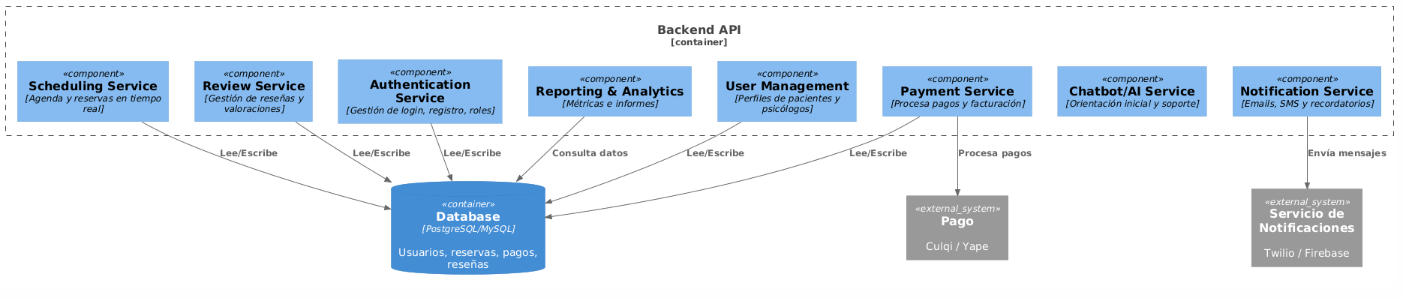 Backend API
[container]
«component»
Scheduling Service
[Agenda y reservas en tiempo
real]
«component»
Review Service
[Gestión de reseñas y
valoraciones]
«component»
Authentication
Service
[Gestión de login, registro, roles]
«component»
Reporting & Analytics
[Métricas e informes]
«component»
User Management
[Perfiles de pacientes y
psicólogos]
«component»
Payment Service
[Procesa pagos y facturación]
«component»
Chatbot/AI Service
[Orientación inicial y soporte]
«component»
Notification Service
[Emails, SMS y recordatorios]
Lee/Escribe
Lee/Escribe
Lee/Escribe
Consulta datos
Lee/Escribe
Lee/Escribe
Procesa pagos
Envía mensajes
«container»
Database
[PostgreSQL/MySQL]
Usuarios, reservas, pagos,
reseñas
«external_system»
Pago
Culqi / Yape
«external_system»
Servicio de
Notificaciones
Twilio / Firebase